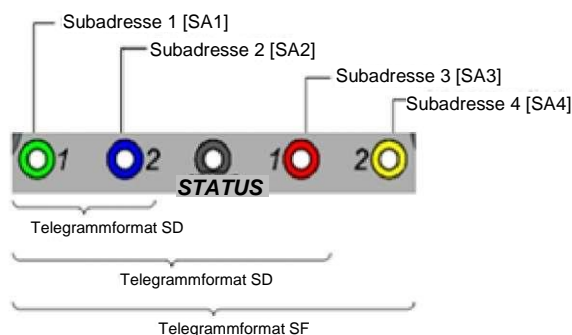 Subadresse 1 [SA1]
Subadresse 2 [SA2]
Subadresse 3 [SA3]
Subadresse 4 [SA4]
1 2 1 2
STATUS
Telegrammformat SD
Telegrammformat SD
Telegrammformat SF